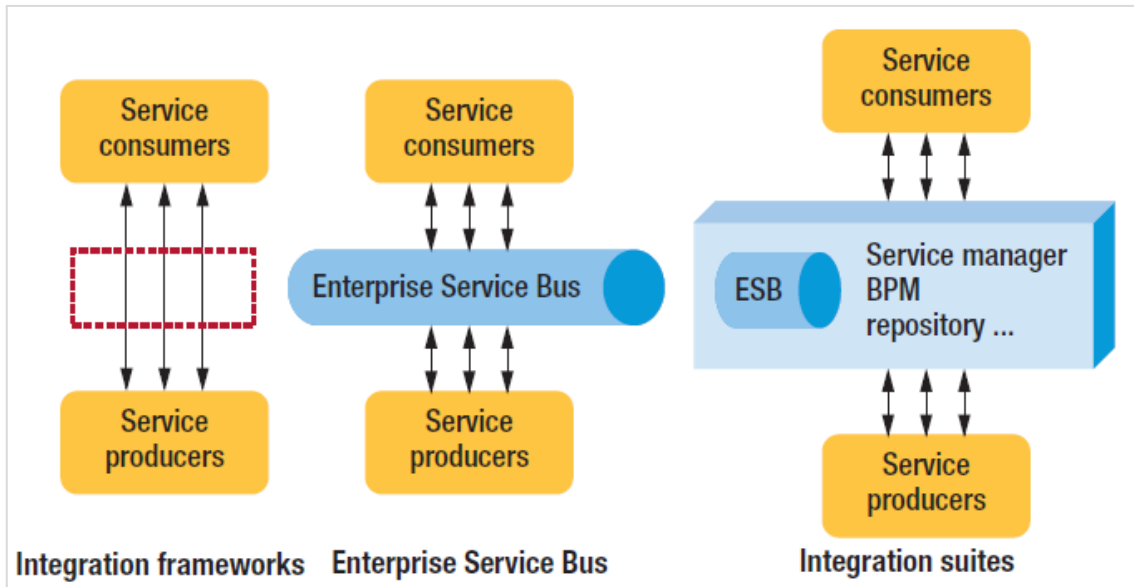 Service
consumers
Service
producers
Integration frameworks
Service
consumers
Enterprise Service Bus
Service
producers
Enterprise Service Bus
Service
consumers
ESB
Service manager
BPM
repository ...
Service
producers
Integration suites